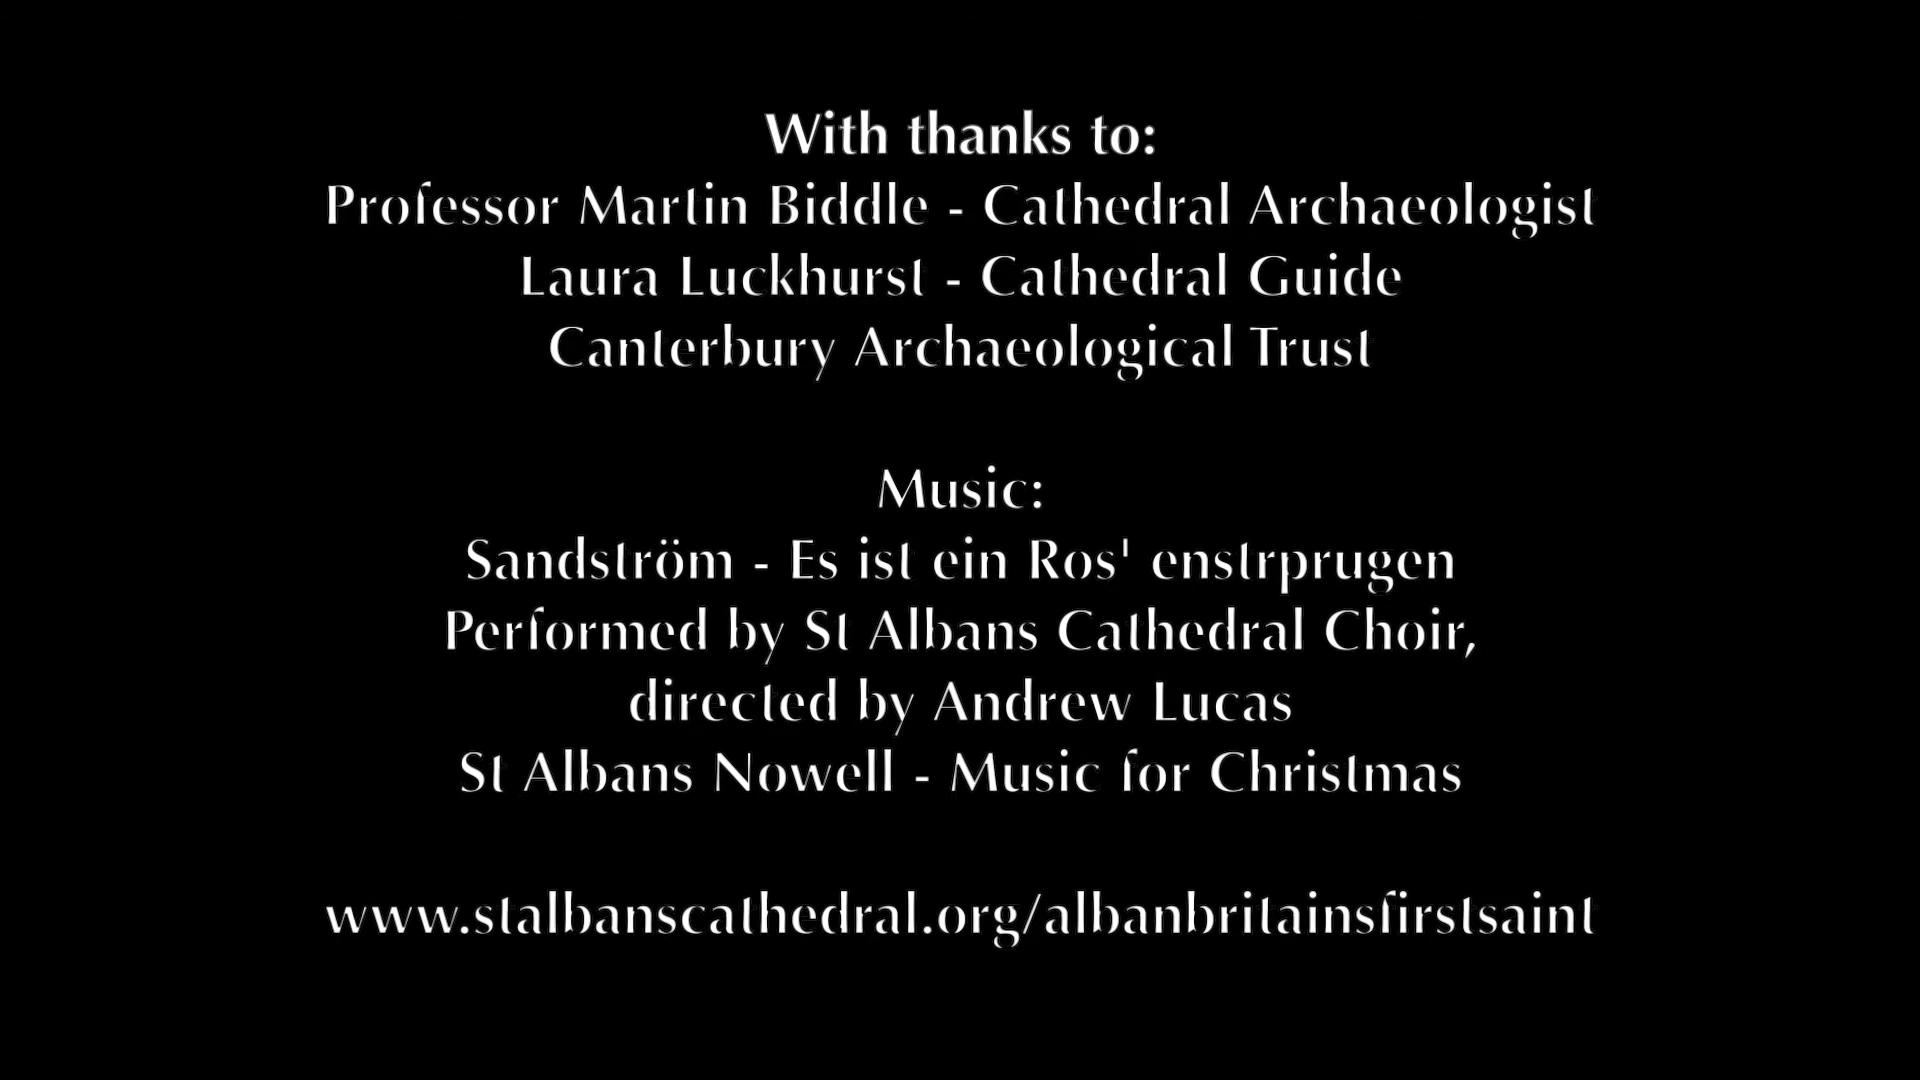 With thanks to:
Professor Martin Biddle - Cathedral Archaeologist
Laura Luckhurst - Cathedral Guide
Canterbury Archaeological Trust
Music:
Sandström - Es ist ein Ros' enstrprugen
Performed by St Albans Cathedral Choir,
directed by Andrew Lucas
St Albans Nowell - Music for Christmas
www.stalbanscathedral.org/albanbritainsfirstsaint